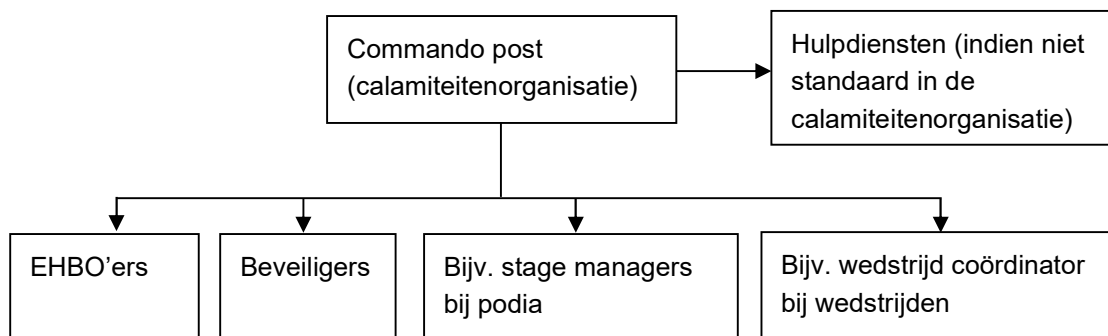 Commando post
(calamiteitenorganisatie)
Hulpdiensten (indien niet
standaard in de
calamiteitenorganisatie)
EHBO’ers
Beveiligers
Bijv. stage managers
bij podia
Bijv. wedstrijd coördinator
bij wedstrijden